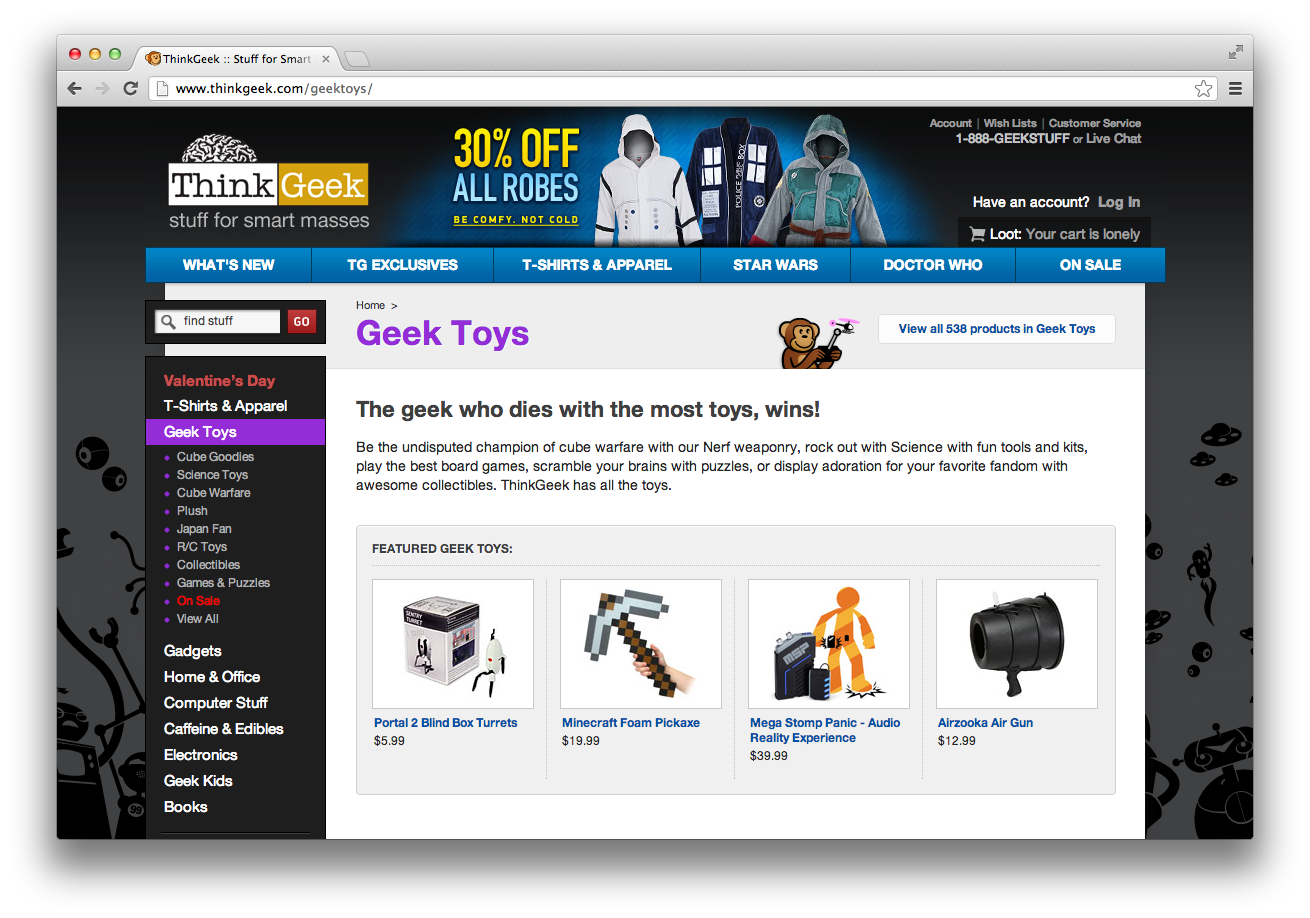 ThinkGeek :: Stuff for Smart
www.thinkgeek.com/geektoys/
Account | Wish Lists | Customer Service
1-888-GEEKSTUFF or Live Chat
30% OFF
ALL ROBES
BE COMFY. NOT COLD
POLICE BOX
ThinkGeek
stuff for smart masses
Have an account? Log In
Loot: Your cart is lonely
WHAT'S NEW
TG EXCLUSIVES
T-SHIRTS & APPAREL
STAR WARS
DOCTOR WHO
ON SALE
find stuff
GO
Home >
Geek Toys
View all 538 products in Geek Toys
Valentine's Day
T-Shirts & Apparel
Geek Toys
Cube Goodies
Science Toys
Cube Warfare
Plush
Japan Fan
R/C Toys
Collectibles
Games & Puzzles
On Sale
View All
Gadgets
Home & Office
Computer Stuff
Caffeine & Edibles
Electronics
Geek Kids
Books
The geek who dies with the most toys, wins!
Be the undisputed champion of cube warfare with our Nerf weaponry, rock out with Science with fun tools and kits,
play the best board games, scramble your brains with puzzles, or display adoration for your favorite fandom with
awesome collectibles. ThinkGeek has all the toys.
FEATURED GEEK TOYS:
SENTRY
TURRET
MSP
Portal 2 Blind Box Turrets
$5.99
Minecraft Foam Pickaxe
$19.99
Mega Stomp Panic - Audio
Reality Experience
$39.99
Airzooka Air Gun
$12.99
99